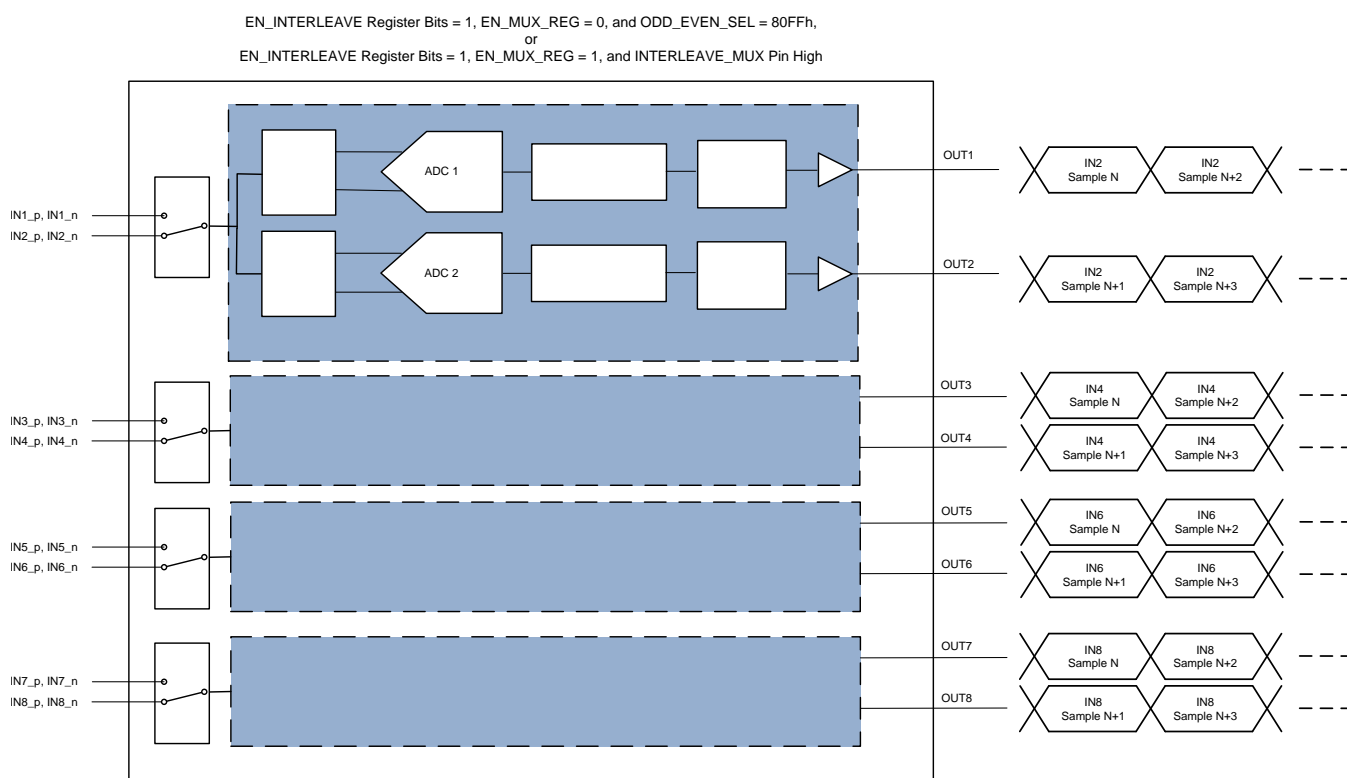 EN_INTERLEAVE Register Bits = 1, EN_MUX_REG = 0, and ODD_EVEN_SEL = 80FFh,
or
EN_INTERLEAVE Register Bits = 1, EN_MUX_REG = 1, and INTERLEAVE_MUX Pin High
ADC 1
OUT1
IN2
Sample N
IN2
Sample N+2
IN1_p, IN1_n
IN2_p, IN2_n
ADC 2
OUT2
IN2
Sample N+1
IN2
Sample N+3
OUT3
IN4
Sample N
IN4
Sample N+2
IN3_p, IN3_n
IN4_p, IN4_n
OUT4
IN4
Sample N+1
IN4
Sample N+3
OUT5
IN6
Sample N
IN6
Sample N+2
IN5_p, IN5_n
IN6_p, IN6_n
OUT6
IN6
Sample N+1
IN6
Sample N+3
OUT7
IN8
Sample N
IN8
Sample N+2
IN7_p, IN7_n
IN8_p, IN8_n
OUT8
IN8
Sample N+1
IN8
Sample N+3